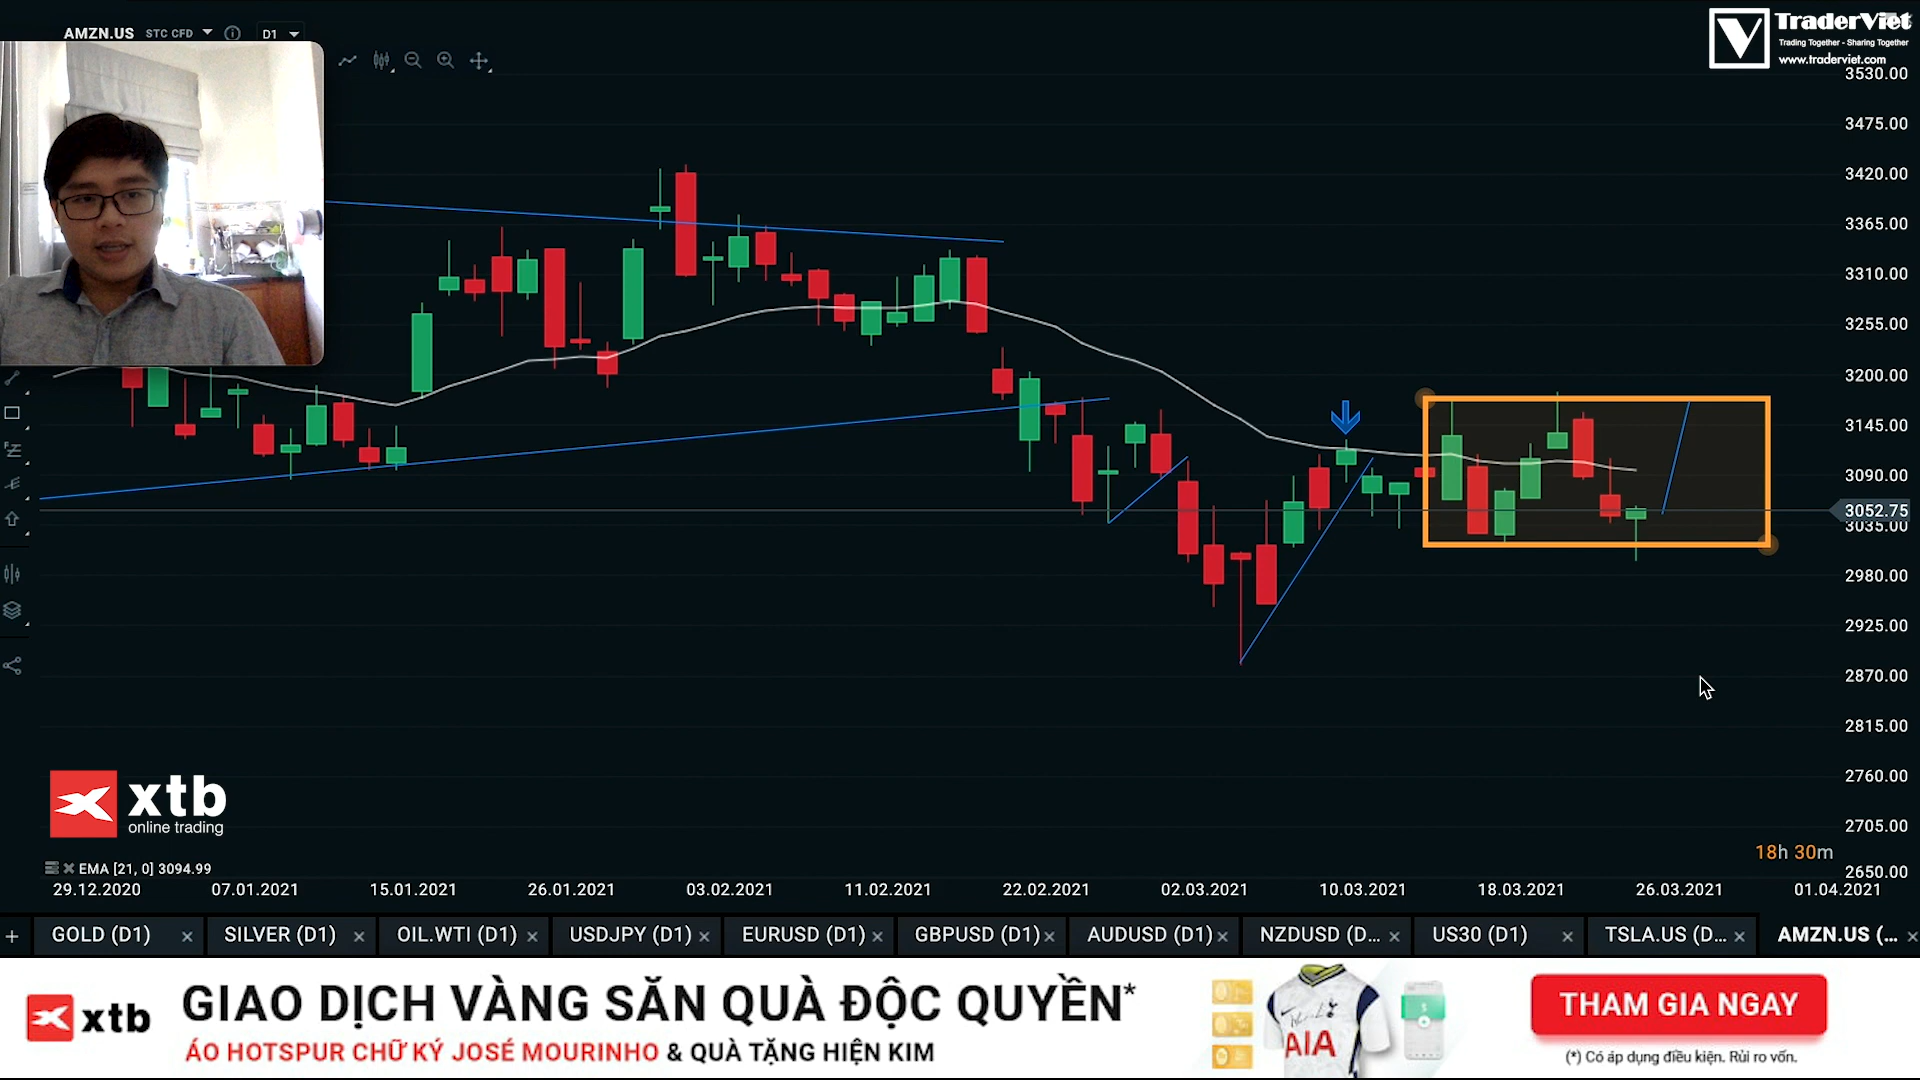 AMZN.US STC CFD D1
TraderViet
Trading Together - Sharing Together
www.traderviet.com
3530.00
3475.00
3420.00
3365.00
3310.00
3255.00
3200.00
3145.00
3090.00
3052.75
3035.00
2980.00
2925.00
2870.00
2815.00
2760.00
2705.00
2650.00
xtb
online trading
18h 30m
EMA [21, 0] 3094.99
29.12.2020 07.01.2021 15.01.2021 26.01.2021 03.02.2021 11.02.2021 22.02.2021 02.03.2021 10.03.2021 18.03.2021 26.03.2021 01.04.2021
+ GOLD (D1) × SILVER (D1) × OIL.WTI (D1) × USDJPY (D1) × EURUSD (D1) × GBPUSD (D1) × AUDUSD (D1) × NZDUSD (D... × US30 (D1) × TSLA.US (D... × AMZN.US (... ×
xtb
GIAO DỊCH VÀNG SĂN QUÀ ĐỘC QUYỀN*
ÁO HOTSPUR CHỮ KÝ JOSÉ MOURINHO & QUÀ TẶNG HIỆN KIM
AIA
THAM GIA NGAY
(*) Có áp dụng điều kiện. Rủi ro vốn.